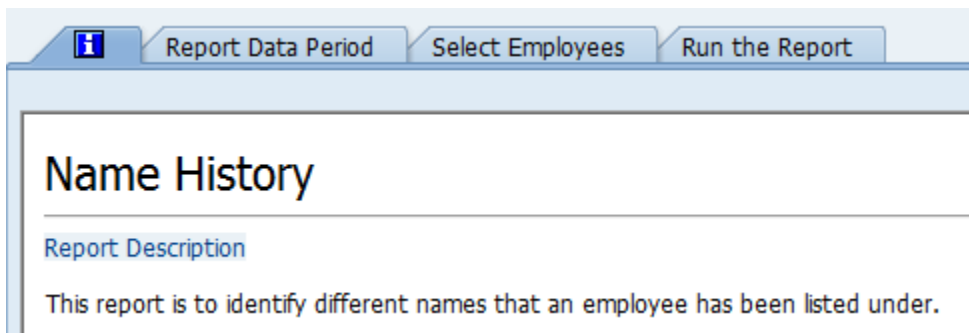 i Report Data Period Select Employees Run the Report
Name History
Report Description
This report is to identify different names that an employee has been listed under.